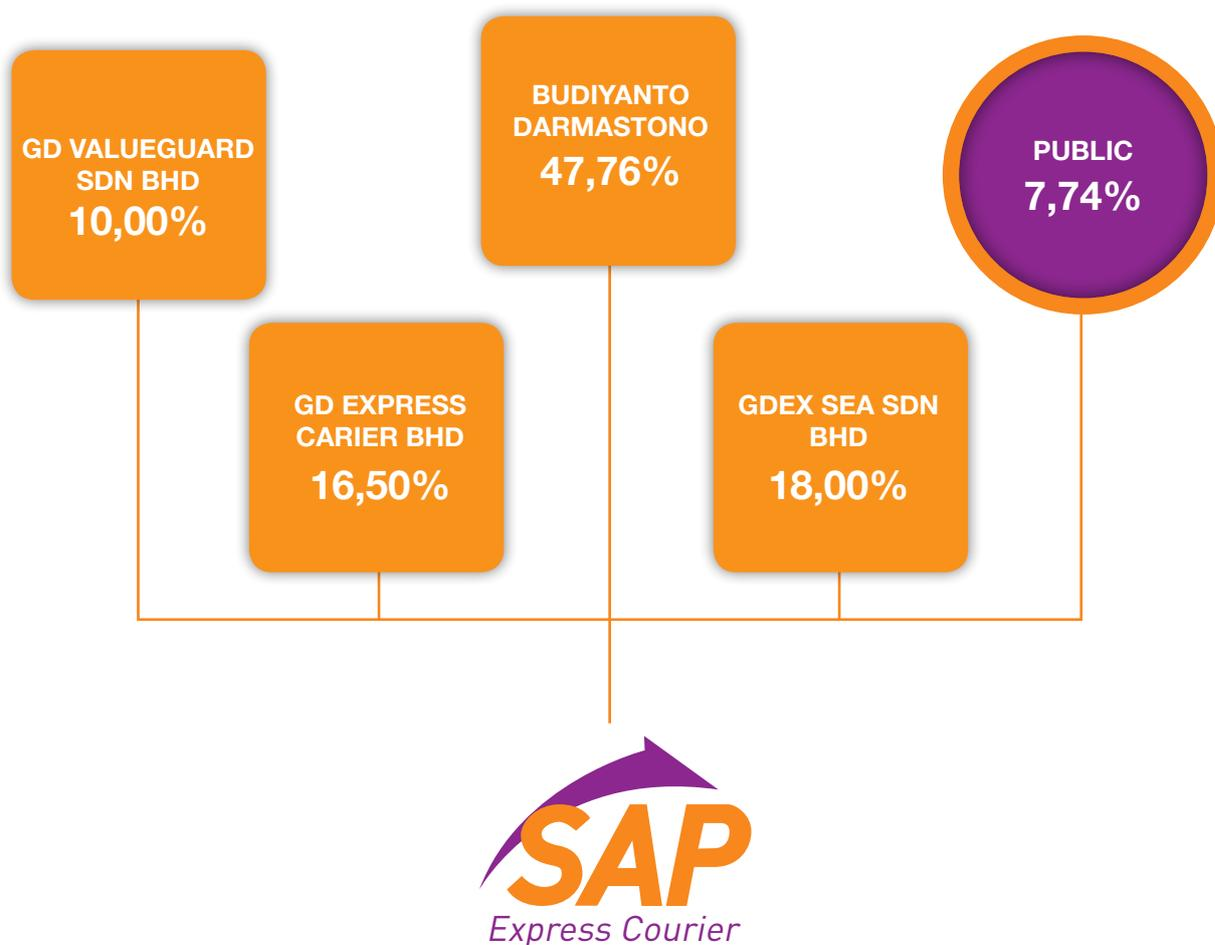 GD VALUEGUARD
SDN BHD
10,00%
BUDIYANTO
DARMASTONO
47,76%
PUBLIC
7,74%
GD EXPRESS
CARIER BHD
16,50%
GDEX SEA SDN
BHD
18,00%
SAP
Express Courier